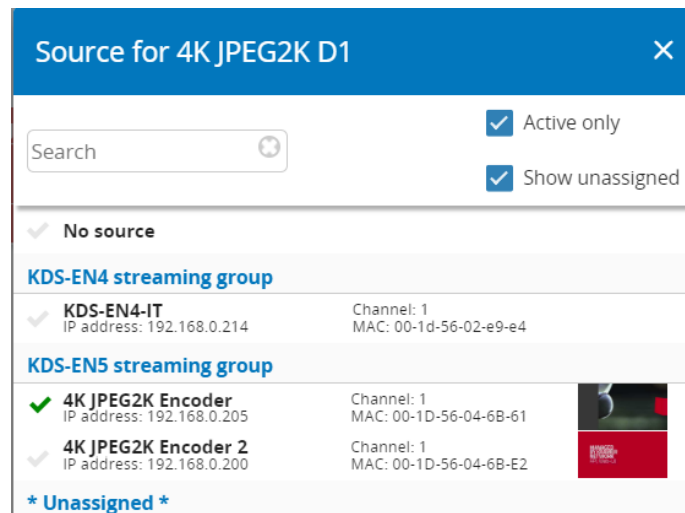 Source for 4K JPEG2K D1
Active only
Search
Show unassigned
No source
KDS-EN4 streaming group
KDS-EN4-IT
Channel: 1
IP address: 192.168.0.214
MAC: 00-1d-56-02-e9-e4
KDS-EN5 streaming group
4K JPEG2K Encoder
Channel: 1
IP address: 192.168.0.205
MAC: 00-1D-56-04-6B-61
4K JPEG2K Encoder 2
Channel: 1
IP address: 192.168.0.200
MAC: 00-1D-56-04-6B-E2
* Unassigned *